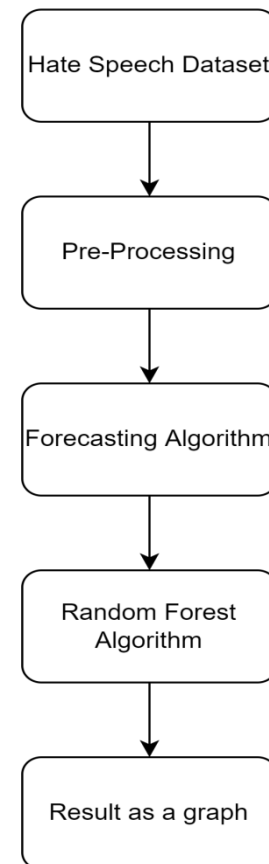 Hate Speech Dataset
Pre-Processing
Forecasting Algorithm
Random Forest
Algorithm
Result as a graph